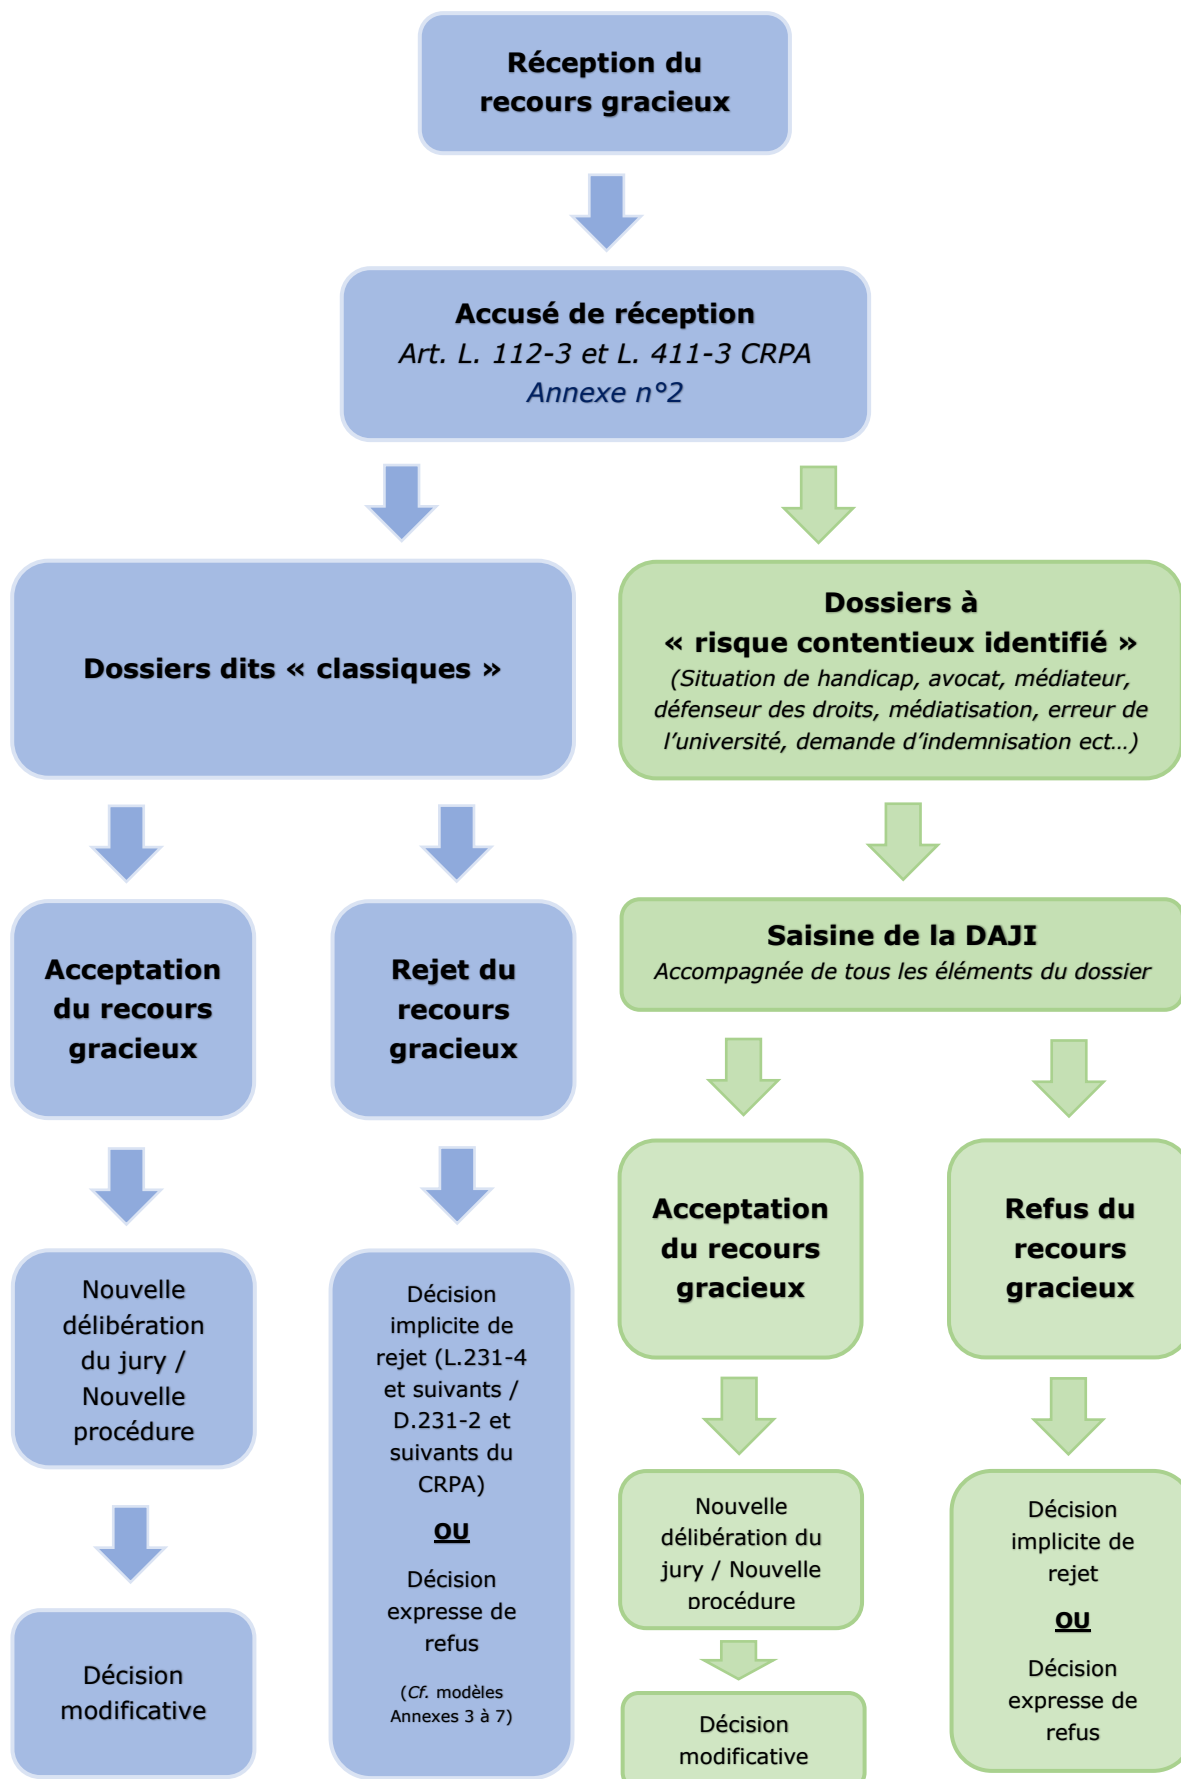 Réception du
recours gracieux
Accusé de réception
Art. L. 112-3 et L. 411-3 CRPA
Annexe n°2
Dossiers dits « classiques »
Dossiers à
« risque contentieux identifié »
(Situation de handicap, avocat, médiateur,
défenseur des droits, médiatisation, erreur de
l’université, demande d’indemnisation ect…)
Acceptation
du recours
gracieux
Rejet du
recours
gracieux
Saisine de la DAJI
Accompagnée de tous les éléments du dossier
Acceptation
du recours
gracieux
Refus du
recours
gracieux
Nouvelle
délibération
du jury /
Nouvelle
procédure
Décision
implicite de
rejet (L.231-4
et suivants /
D.231-2 et
suivants du
CRPA)
OU
Décision
expresse de
refus
(Cf. modèles
Annexes 3 à 7)
Nouvelle
délibération du
jury / Nouvelle
procédure
Décision
implicite de
rejet
OU
Décision
expresse de
refus
Décision
modificative
Décision
modificative